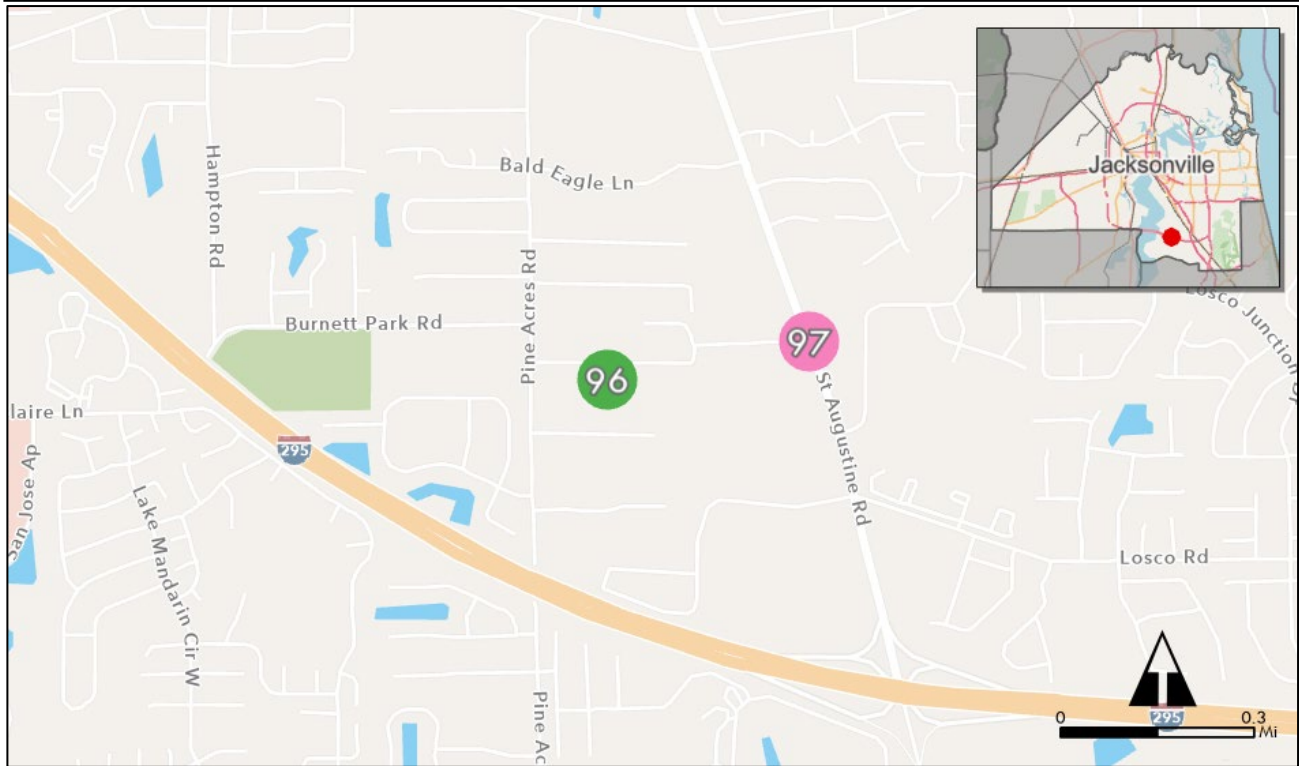 Hampton Rd
Bald Eagle Ln
Jacksonville
Pine Acres Rd
Burnett Park Rd
Losco Junction Dr
97
96
St Augustine Rd
laire Ln
295
San Jose Ap
Lake Mandarin Cir W
Losco Rd
Pine Ac
0
0.3
Mi
295